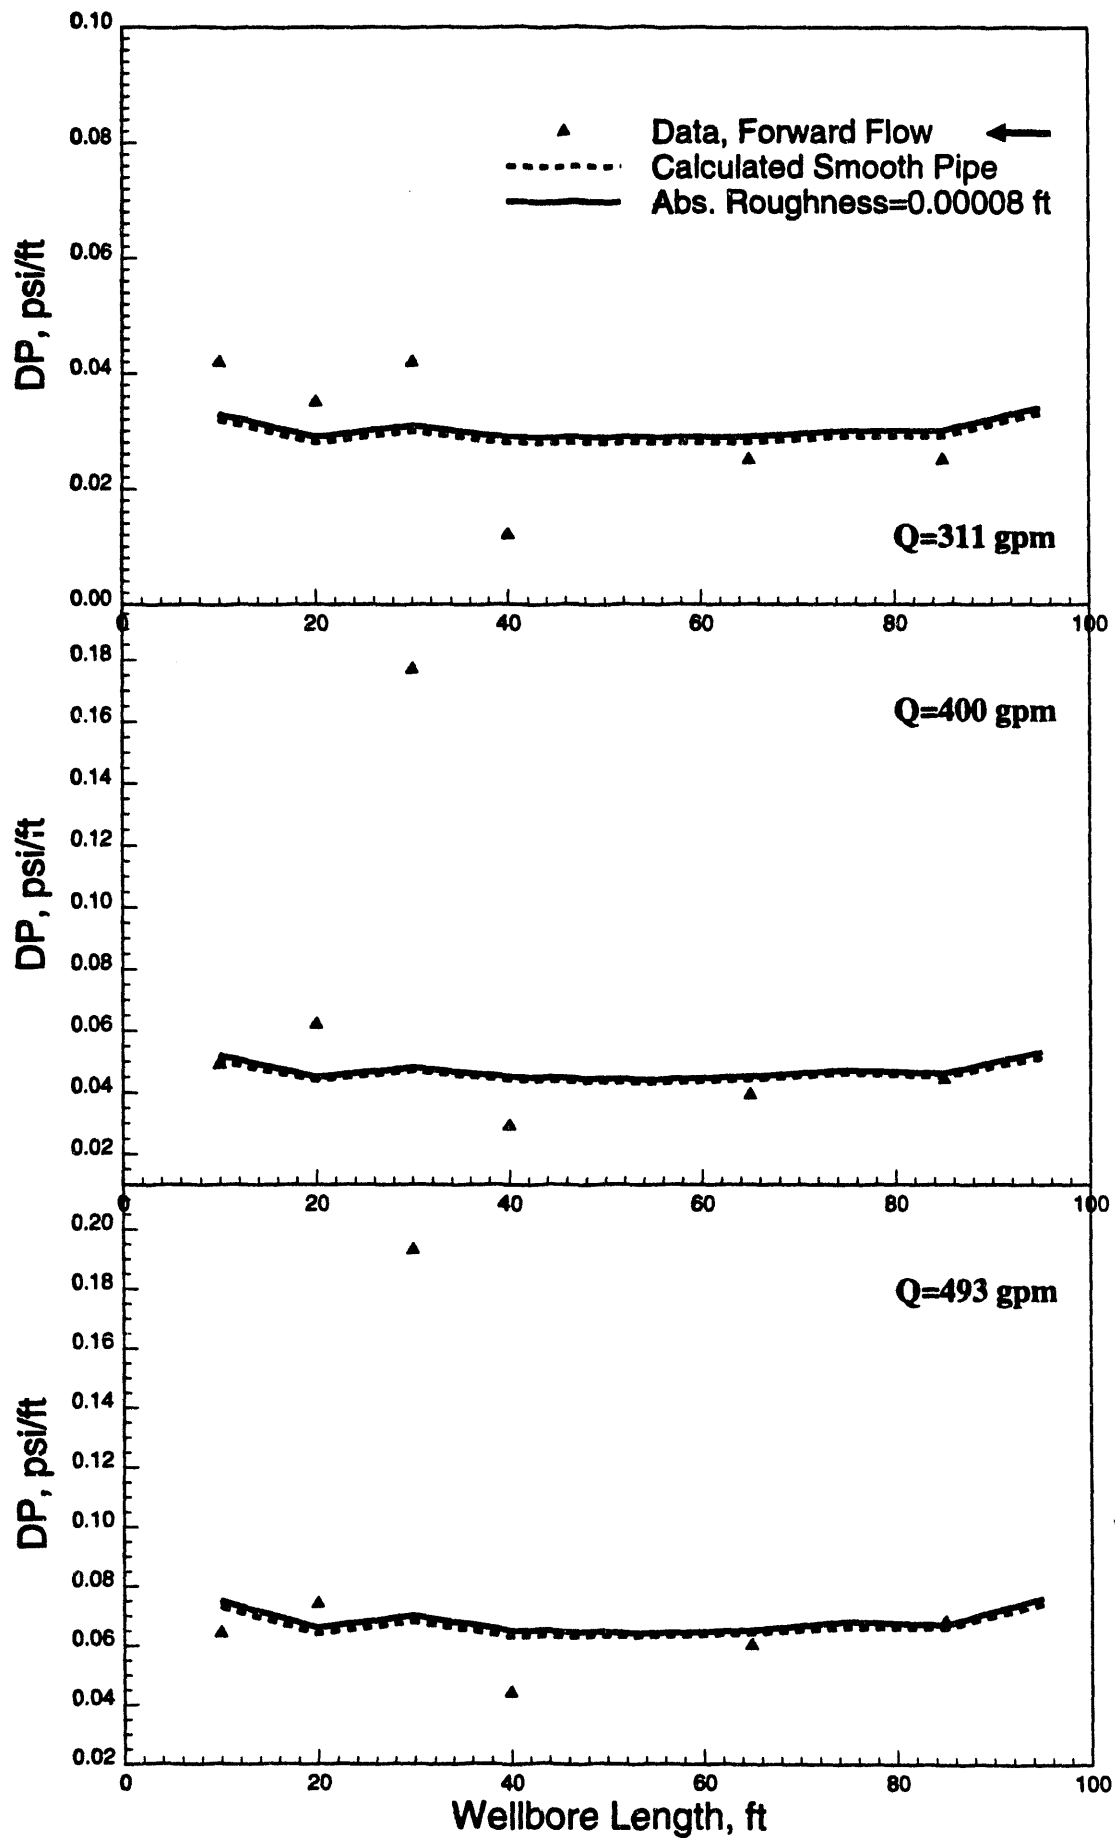 0.10
0.08
0.06
0.04
0.02
0.00
DP, psi/ft
Data, Forward Flow
Calculated Smooth Pipe
Abs. Roughness=0.00008 ft
Q=311 gpm
0 20 40 60 80 100
0.18
0.16
0.14
0.12
0.10
0.08
0.06
0.04
0.02
DP, psi/ft
Q=400 gpm
0 20 40 60 80 100
0.20
0.18
0.16
0.14
0.12
0.10
0.08
0.06
0.04
0.02
DP, psi/ft
Q=493 gpm
0 20 40 60 80 100
Wellbore Length, ft